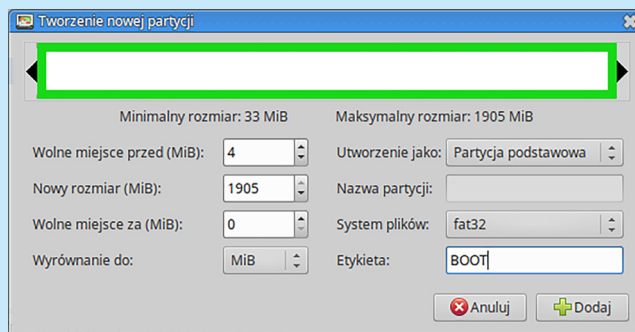 Tworzenie nowej partycji
Minimalny rozmiar: 33 MiB Maksymalny rozmiar: 1905 MiB
Wolne miejsce przed (MiB): 4 Utworzenie jako: Partycja podstawowa
Nowy rozmiar (MiB): 1905 Nazwa partycji:
Wolne miejsce za (MiB): 0 System plików: fat32
Wyrównanie do: MiB Etykieta: BOOT
Anuluj Dodaj